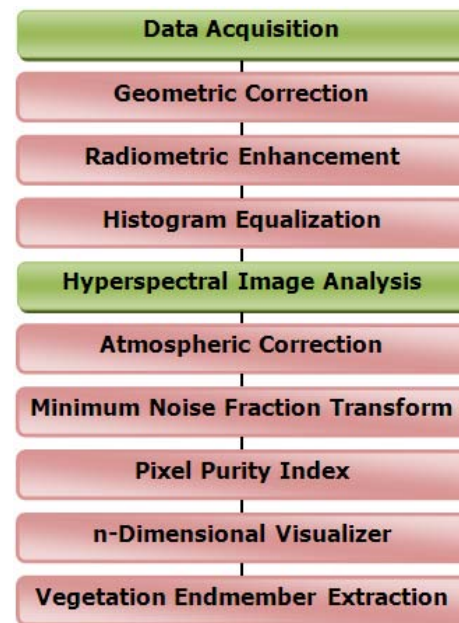 Data Acquisition
Geometric Correction
Radiometric Enhancement
Histogram Equalization
Hyperspectral Image Analysis
Atmospheric Correction
Minimum Noise Fraction Transform
Pixel Purity Index
n-Dimensional Visualizer
Vegetation Endmember Extraction